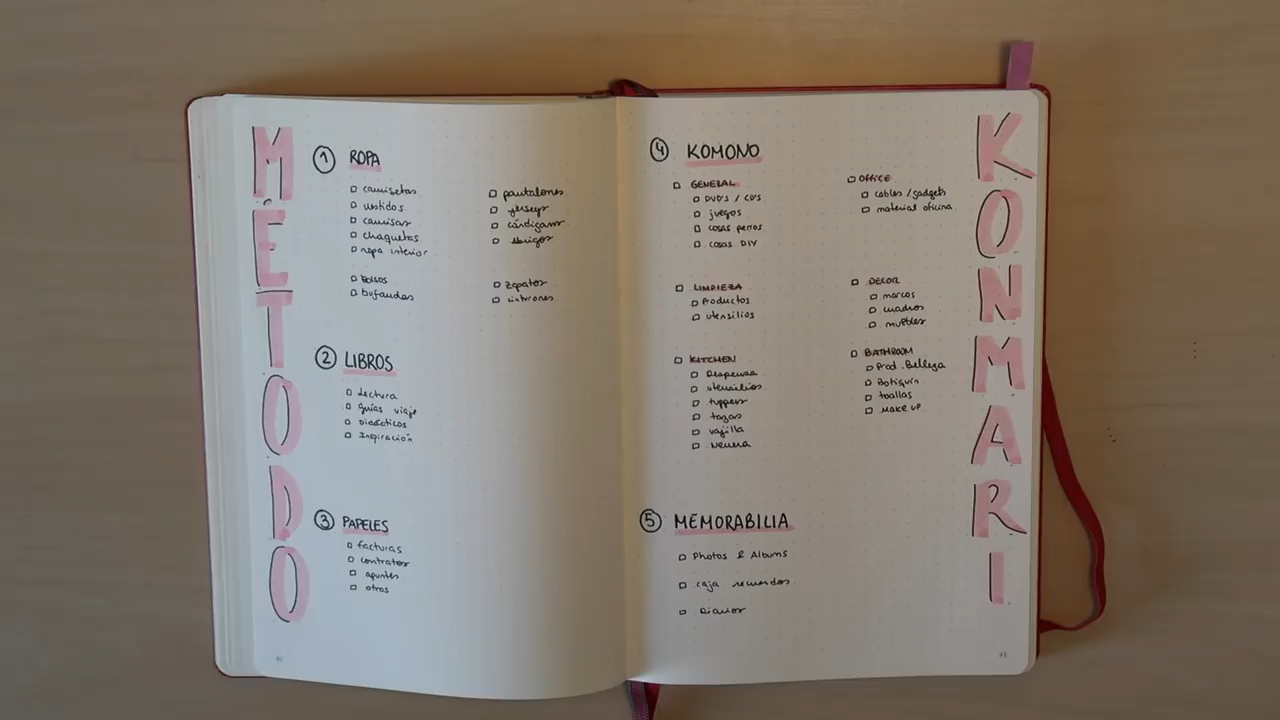 METODO
① ROPA
camisetas
vestidos
camisas
chaquetas
ropa interior
pantalones
jerseys
cárdigans
abrigos
Bolsos
bufandas
zapatos
cinturones
② LIBROS
Lectura
Guías viaje
Didácticos
Inspiración
③ PAPELES
facturas
contratos
apuntes
otros
④ KOMONO
GENERAL
DVD'S / CD'S
juegos
cosas perros
cosas DIY
OFFICE
cables / gadgets
material oficina
LIMPIEZA
Productos
utensilios
DECOR
marcos
cuadros
muebles
KITCHEN
Despensa
utensilios
tuppers
tazas
vajilla
Nevera
BATHROOM
Prod. Belleza
Botiquín
toallas
MAKE UP
⑤ MEMORABILIA
Photos & Albums
caja recuerdos
Diarios
KONMARI
41